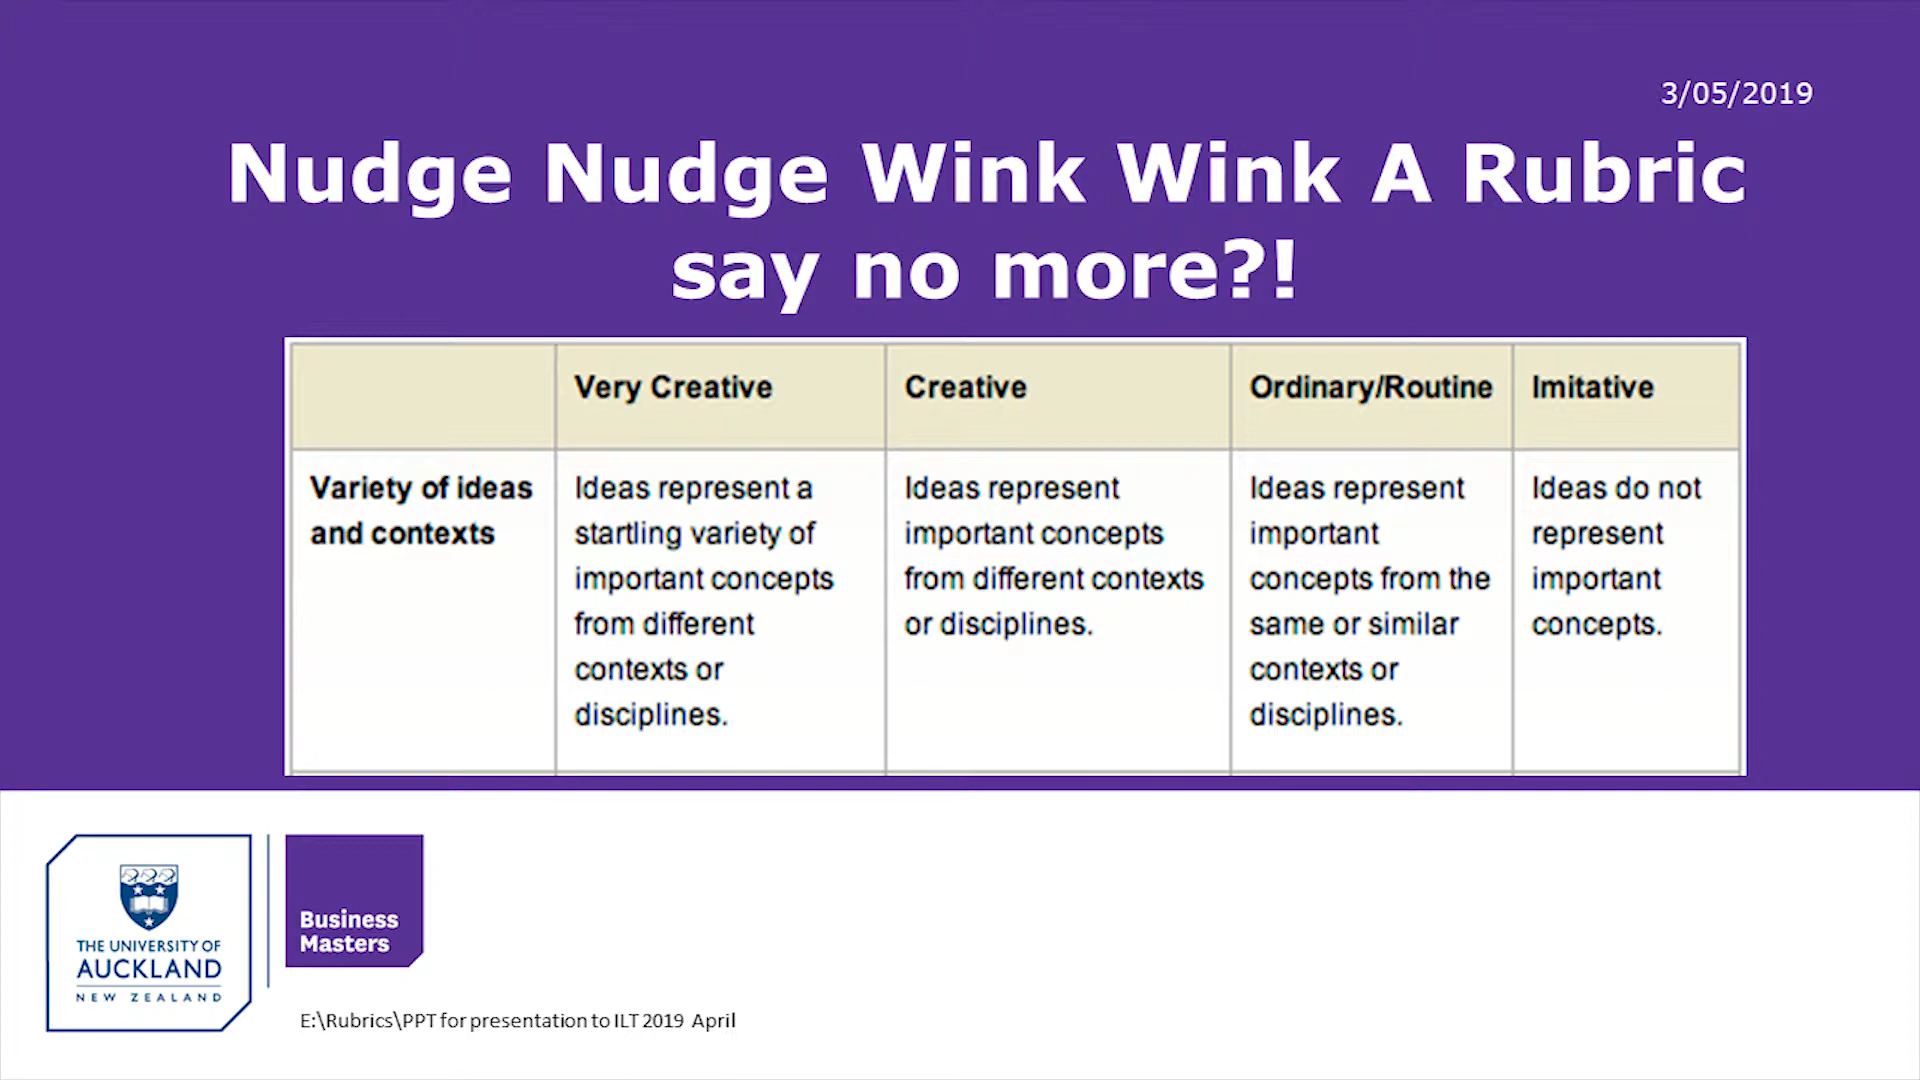 3/05/2019
Nudge Nudge Wink Wink A Rubric
say no more?!
Very Creative
Creative
Ordinary/Routine
Imitative
Variety of ideas
and contexts
Ideas represent a
startling variety of
important concepts
from different
contexts or
disciplines.
Ideas represent
important concepts
from different contexts
or disciplines.
Ideas represent
important
concepts from the
same or similar
contexts or
disciplines.
Ideas do not
represent
important
concepts.
THE UNIVERSITY OF
AUCKLAND
NEW ZEALAND
Business
Masters
E:\Rubrics\PPT for presentation to ILT 2019 April